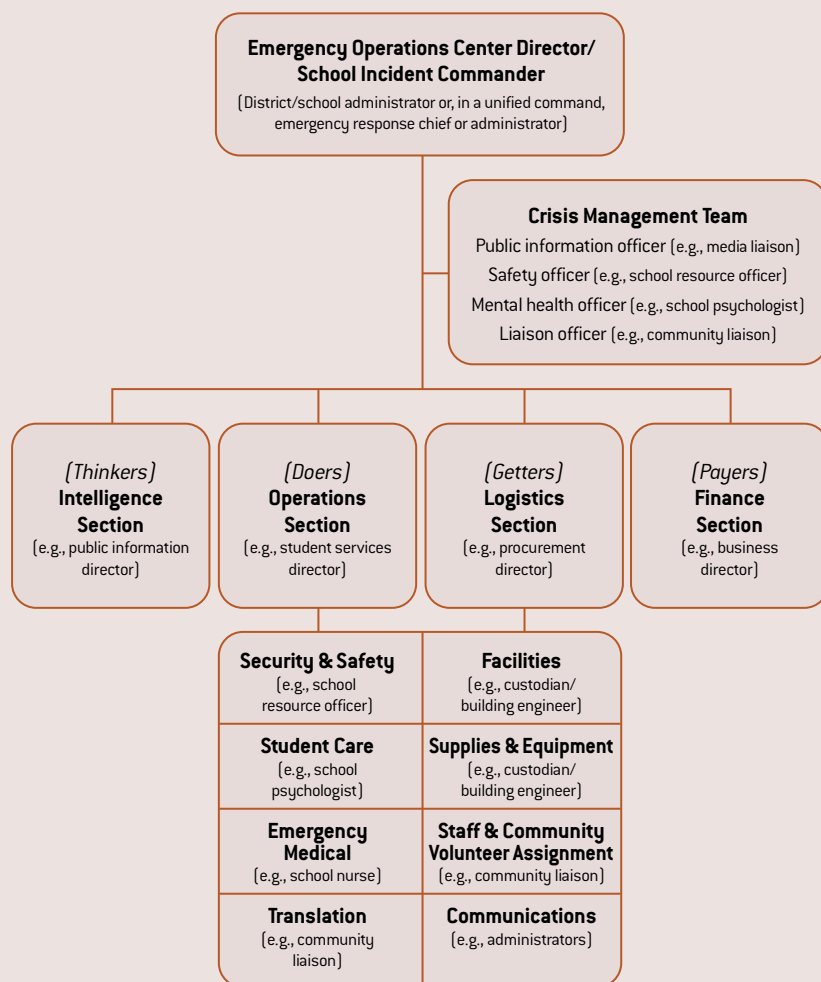 Emergency Operations Center Director/
School Incident Commander
(District/school administrator or, in a unified command,
emergency response chief or administrator)
Crisis Management Team
Public information officer (e.g., media liaison)
Safety officer (e.g., school resource officer)
Mental health officer (e.g., school psychologist)
Liaison officer (e.g., community liaison)
(Thinkers)
Intelligence
Section
(e.g., public information
director)
(Doers)
Operations
Section
(e.g., student services
director)
(Getters)
Logistics
Section
(e.g., procurement
director)
(Payers)
Finance
Section
(e.g., business
director)
Security & Safety
(e.g., school
resource officer)
Facilities
(e.g., custodian/
building engineer)
Student Care
(e.g., school
psychologist)
Supplies & Equipment
(e.g., custodian/
building engineer)
Emergency
Medical
(e.g., school nurse)
Staff & Community
Volunteer Assignment
(e.g., community liaison)
Translation
(e.g., community
liaison)
Communications
(e.g., administrators)